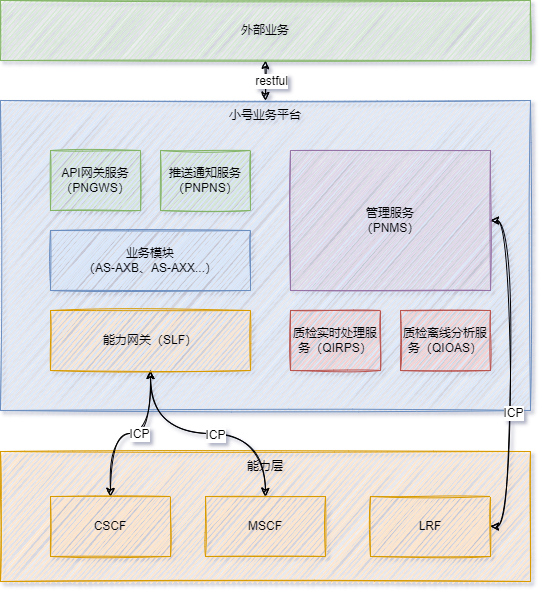 外部业务
restful
小号业务平台
API网关服务
（PNGWS）
推送通知服务
（PNPNS）
管理服务
（PNMS）
业务模块
（AS-AXB、AS-AXX...）
能力网关（SLF）
质检实时处理服
务（QIRPS）
质检离线分析服
务（QIOAS）
ICP
ICP
ICP
能力层
CSCF
MSCF
LRF